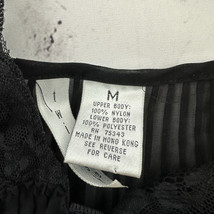 M
UPPER BODY:
100% NYLON
LOWER BODY:
100% POLYESTER
RN 75343
MADE IN HONG KONG
SEE REVERSE
FOR CARE